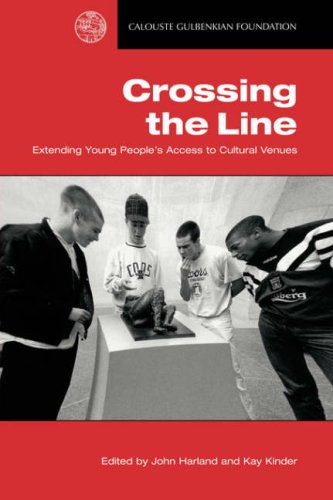 CALOUSTE GULBENKIAN FOUNDATION
Crossing
the Line
Extending Young People's Access to Cultural Venues
Coors
Edited by John Harland and Kay Kinder